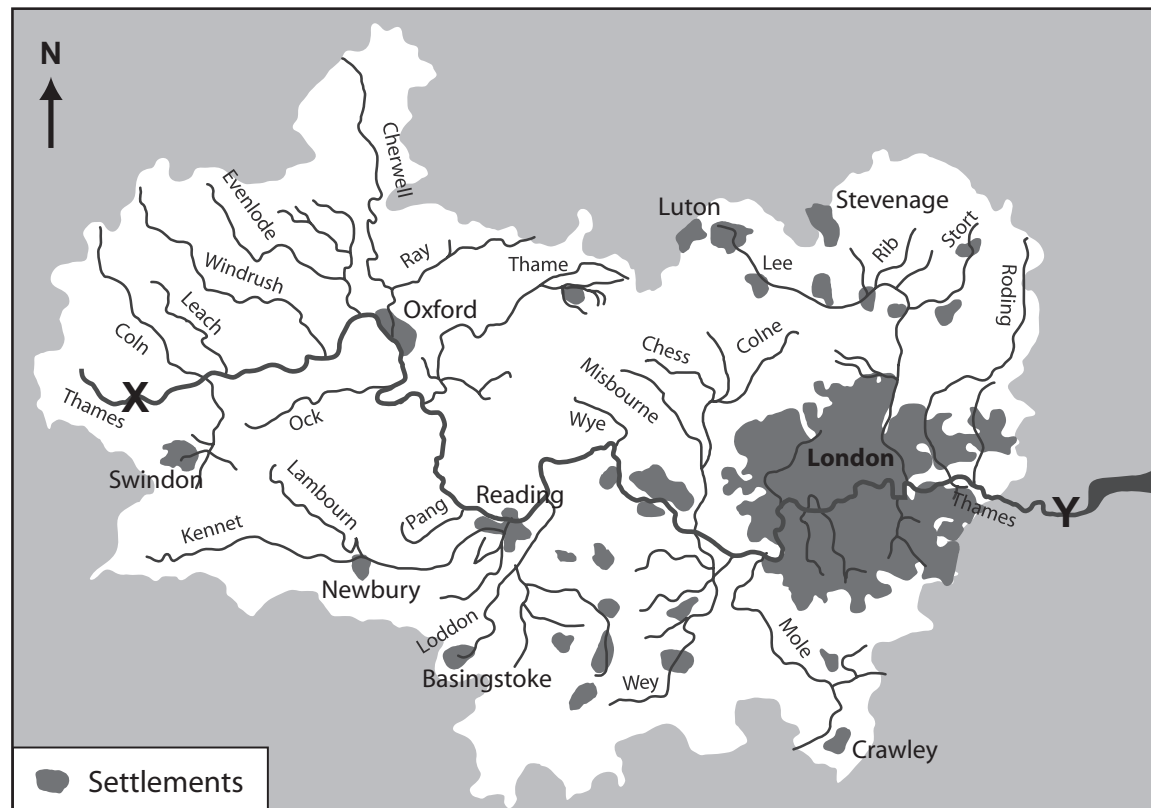 N
Cherwell
Evenlode
Luton
Stevenage
Stort
Rib
Ray
Lee
Thame
Windrush
Roding
Leach
Oxford
Coln
Colne
Chess
Misbourne
X
Thames
Ock
Wye
London
Swindon
Lambourn
Reading
Pang
Thames
Y
Kennet
Newbury
Loddon
Mole
Basingstoke
Wey
Crawley
Settlements